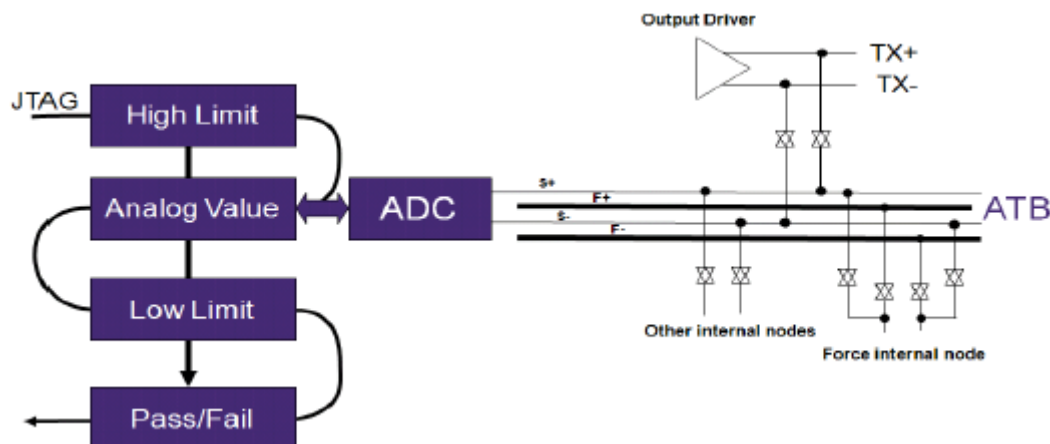 Output Driver
TX+
TX-
JTAG
High Limit
Analog Value
ADC
S+
F+
S-
F-
ATB
Low Limit
Other internal nodes
Force internal node
Pass/Fail